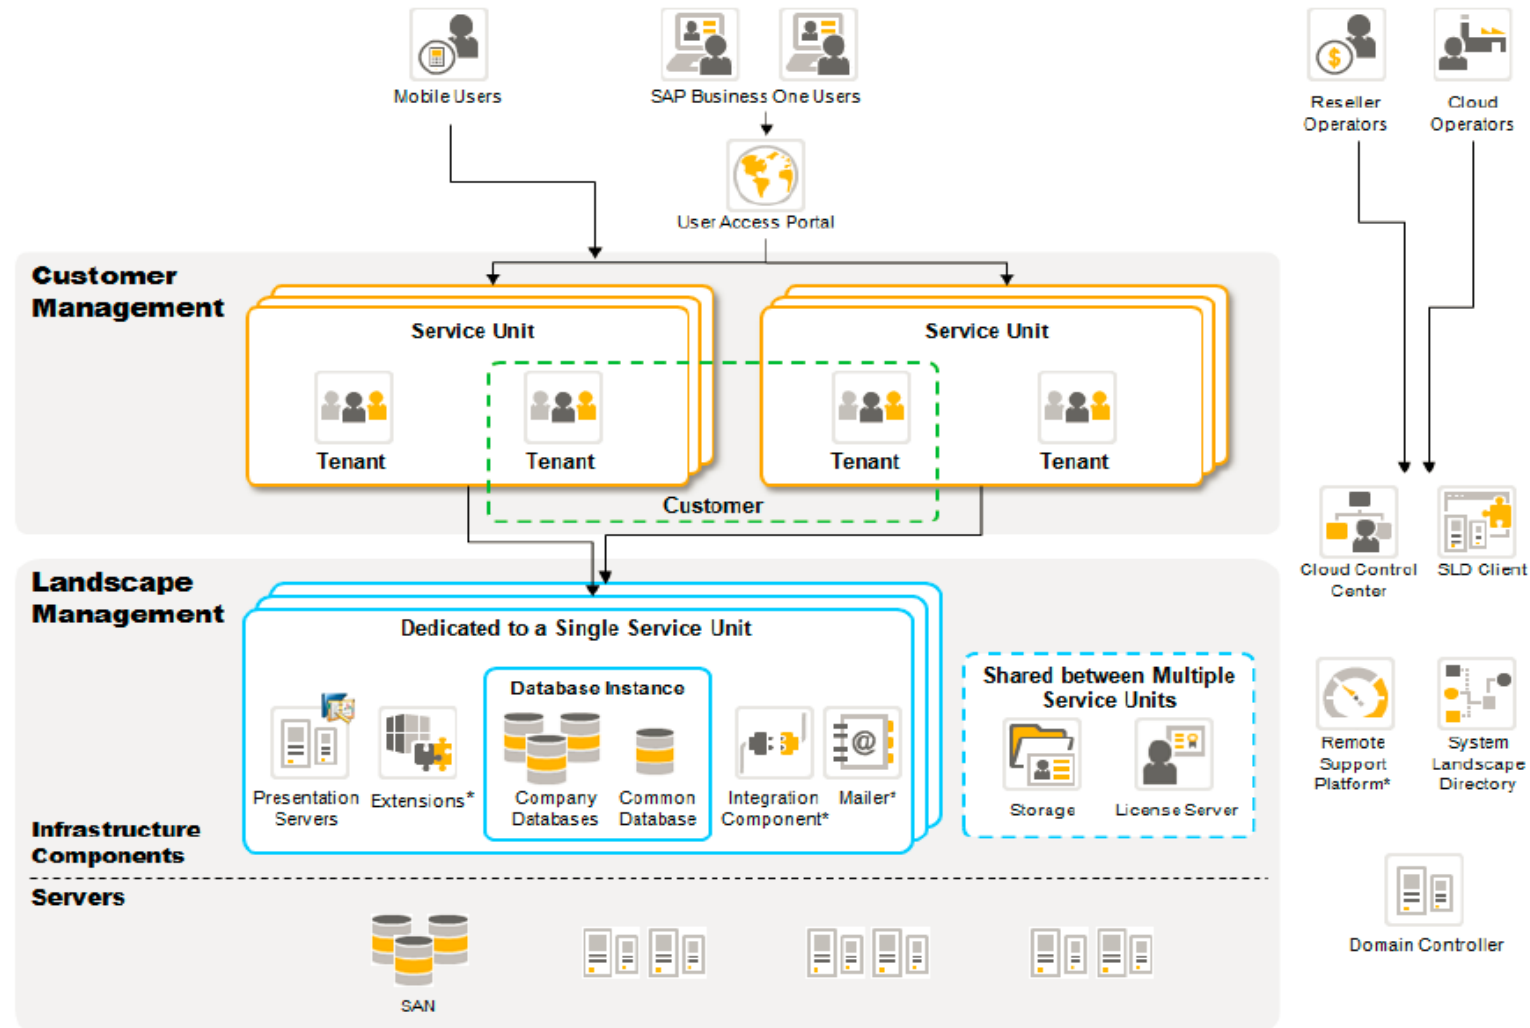 Mobile Users
SAP Business One Users
Reseller
Operators
Cloud
Operators
$
User Access Portal
Customer
Management
Service Unit
Service Unit
Tenant
Tenant
Tenant
Tenant
Customer
Cloud Control
Center
SLD Client
Landscape
Management
Dedicated to a Single Service Unit
Database Instance
Shared between Multiple
Service Units
@
Presentation
Servers
Extensions*
Company
Databases
Common
Database
Integration
Component*
Mailer*
Storage
License Server
Remote
Support
Platform*
System
Landscape
Directory
Infrastructure
Components
Servers
SAN
Domain Controller